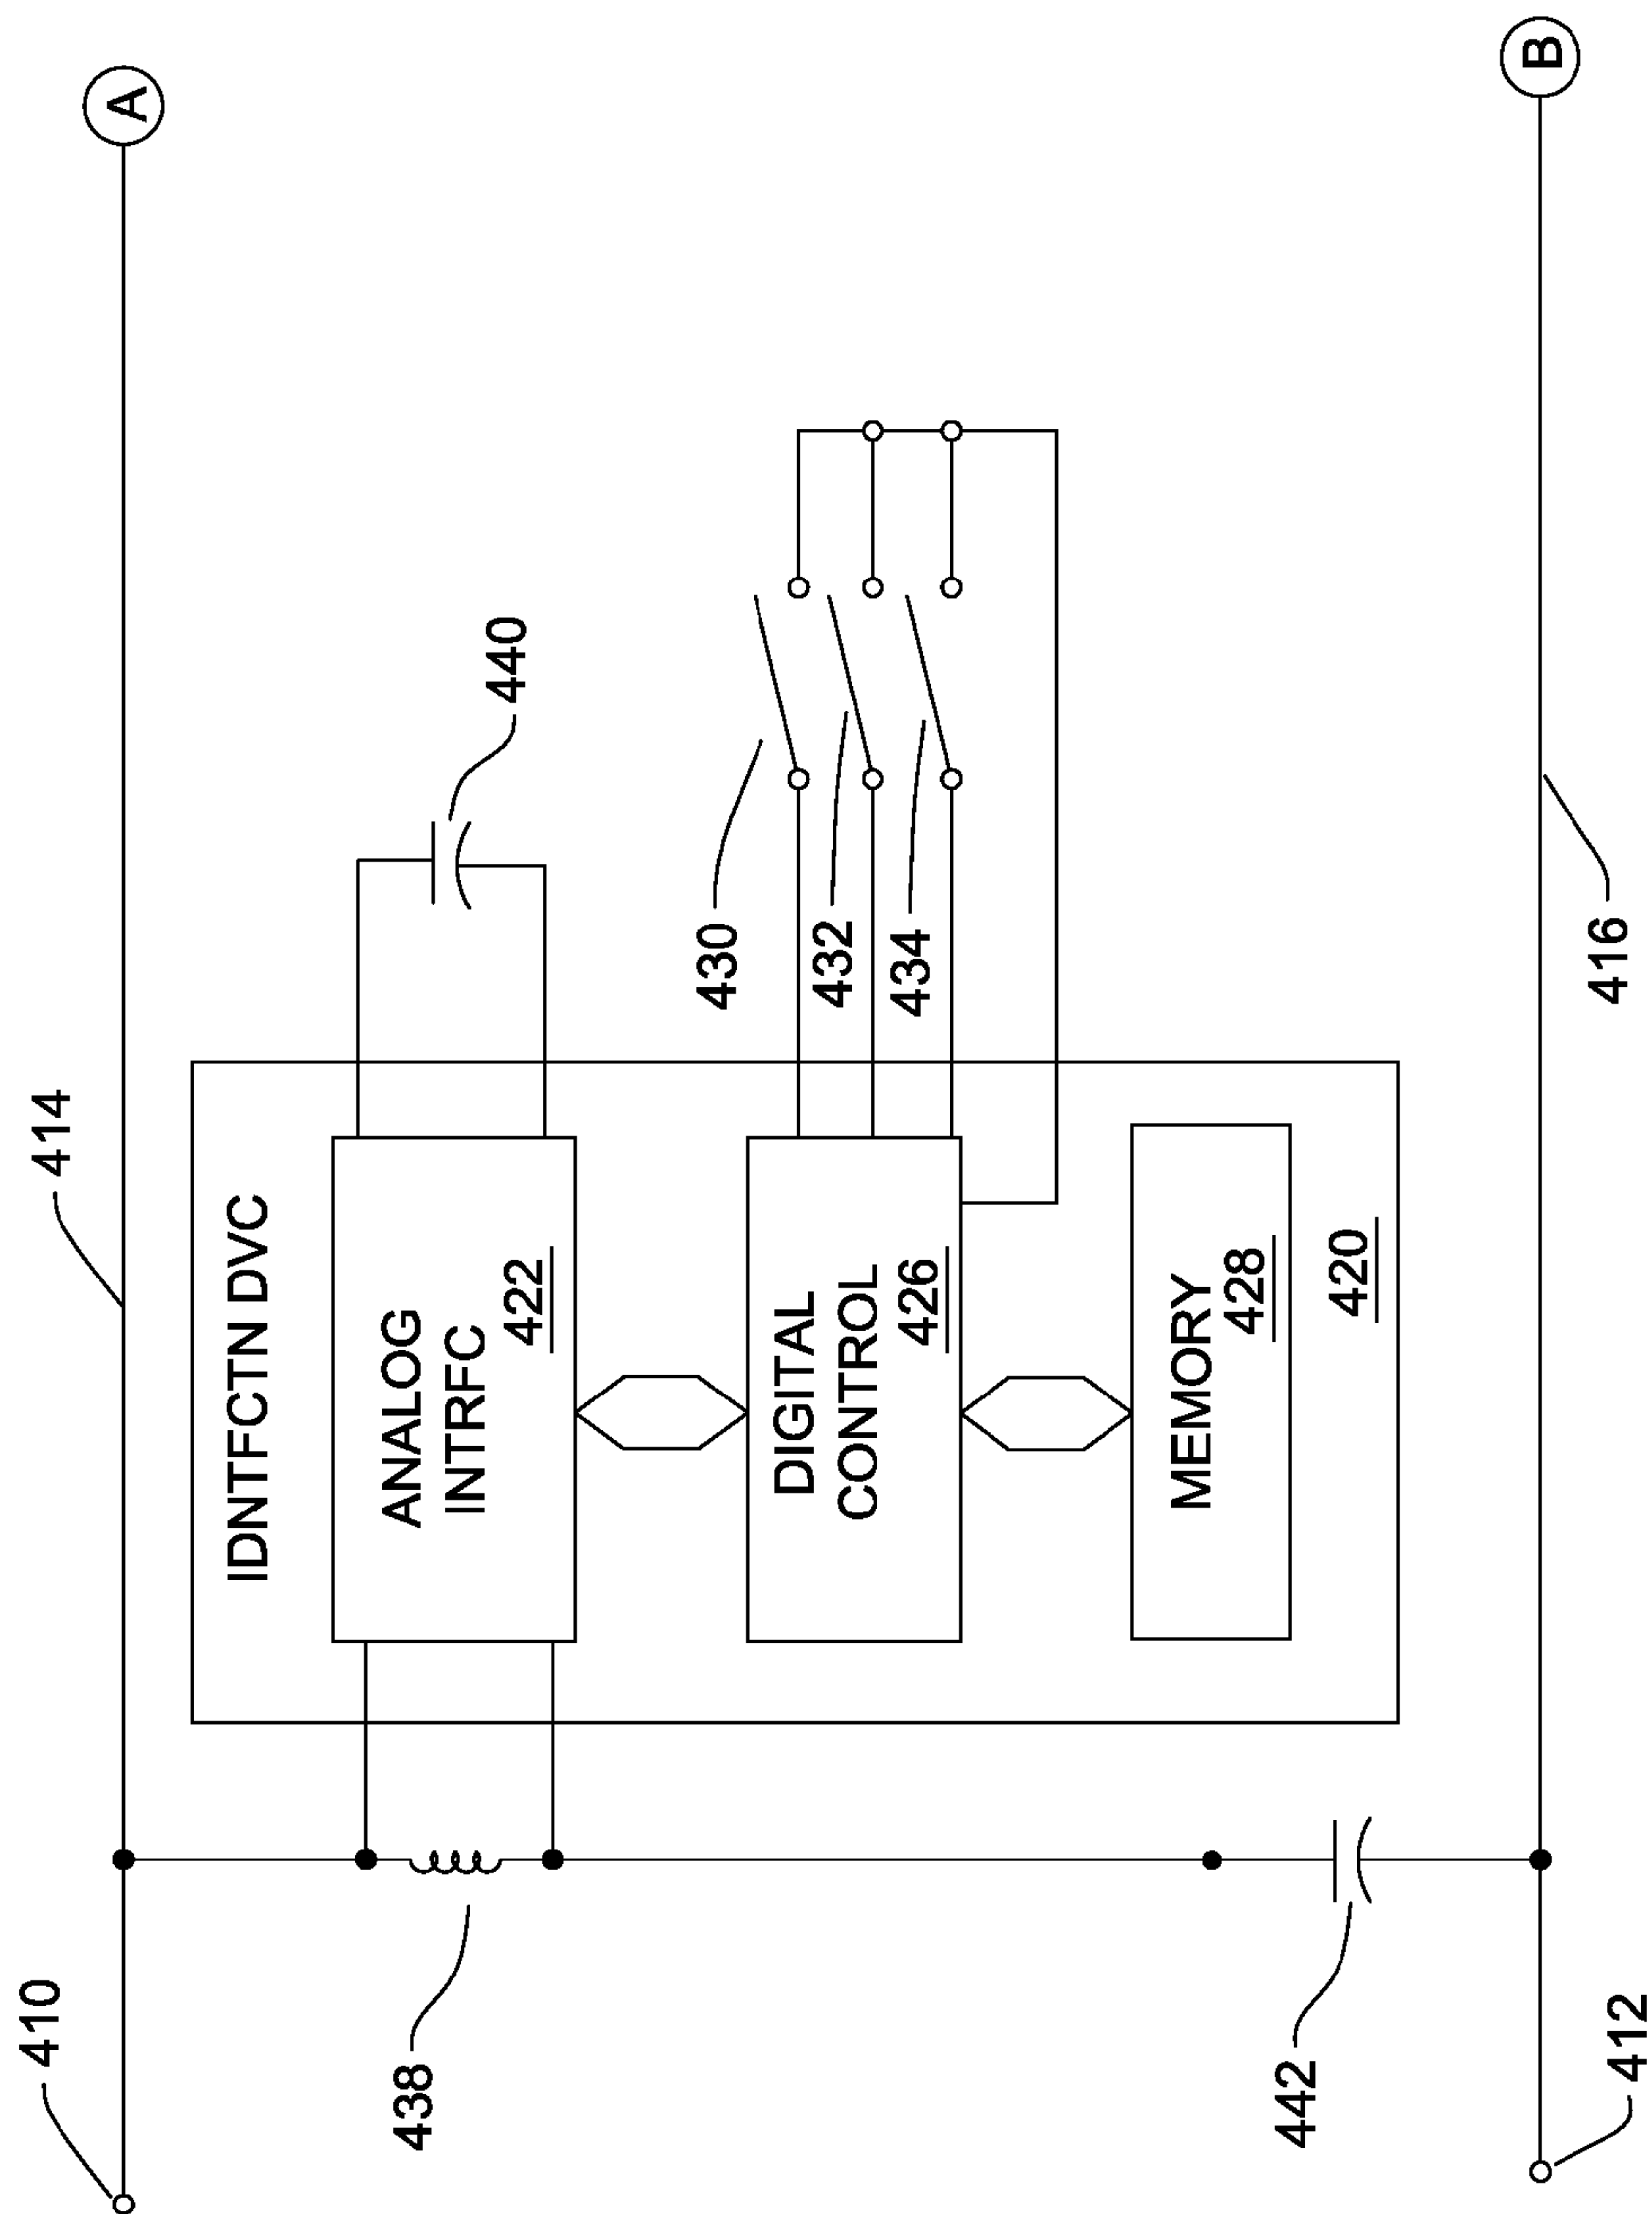 410
414
A
IDNTFCTN DVC
ANALOG
INTRFC
422
440
438
430
432
434
DIGITAL
CONTROL
426
MEMORY
428
420
442
412
416
B